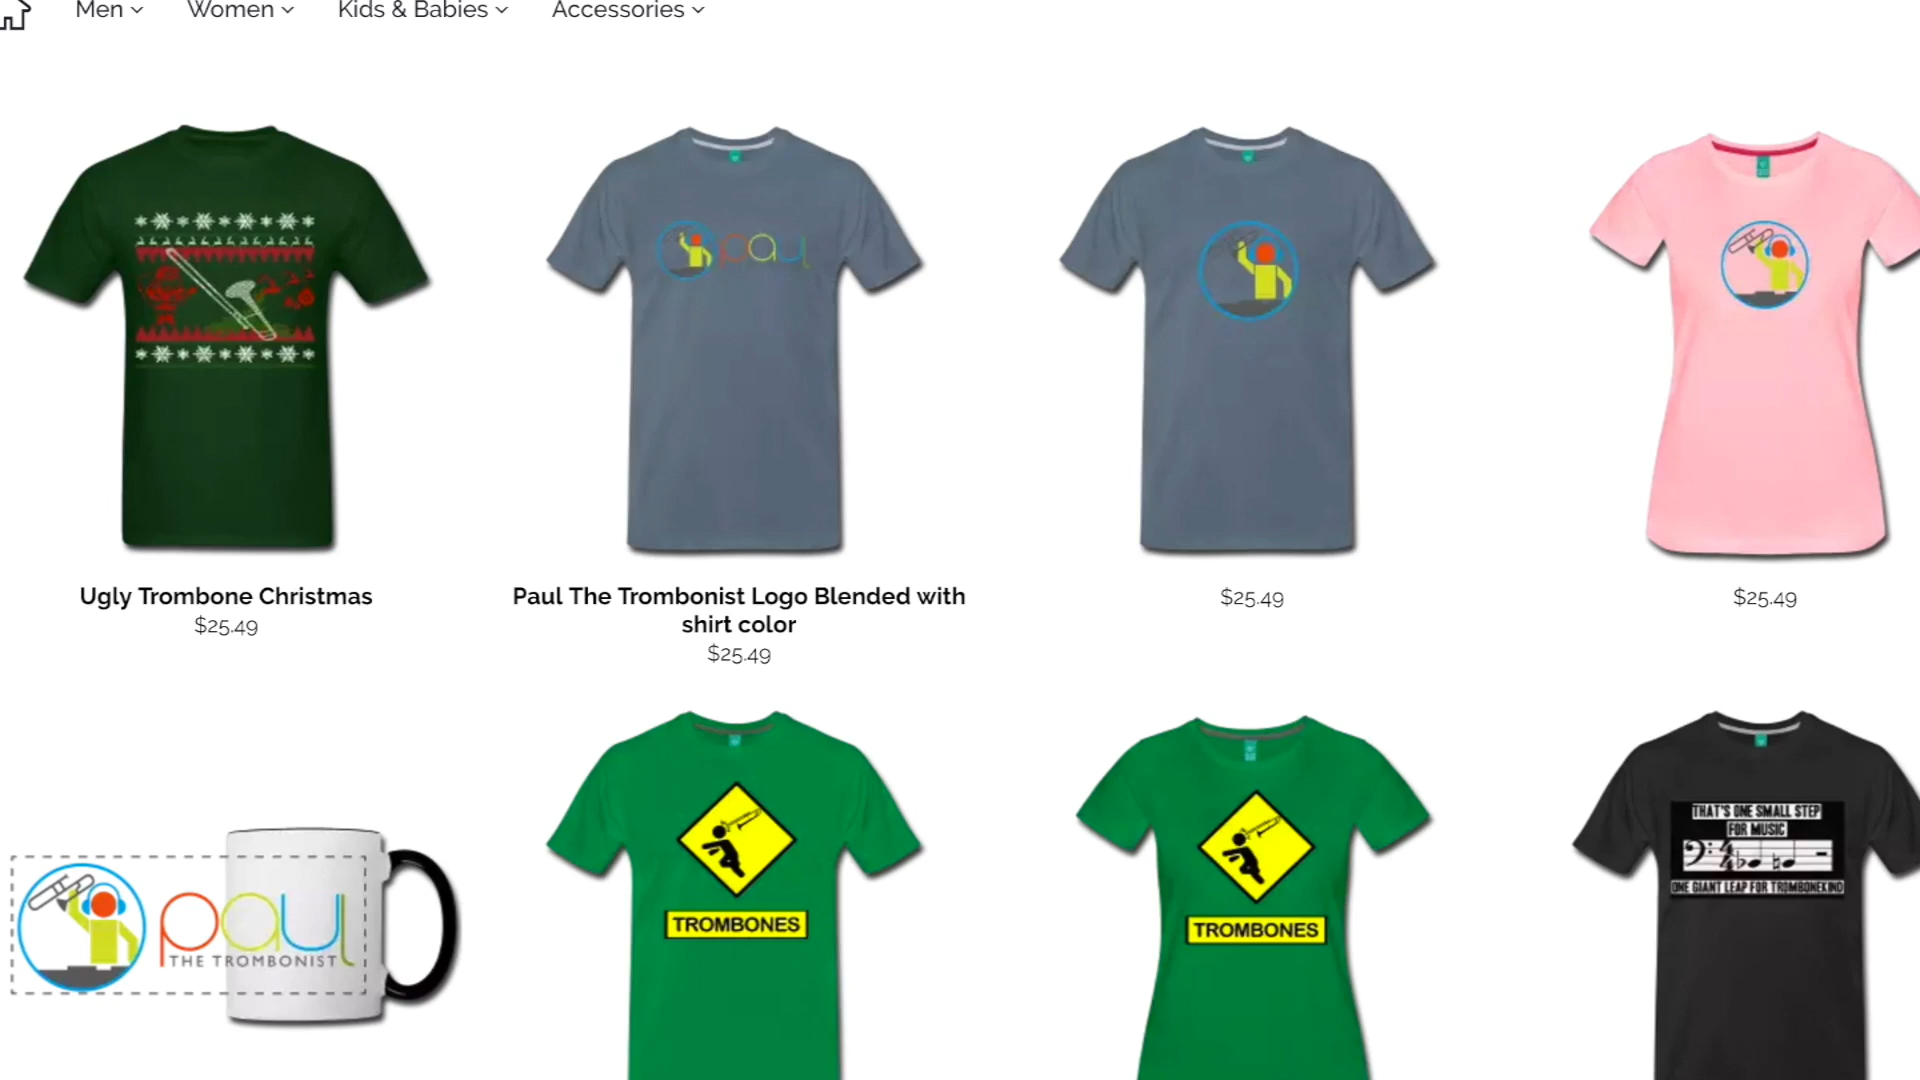 Men
Women
Kids & Babies
Accessories
paul
Ugly Trombone Christmas
$25.49
Paul The Trombonist Logo Blended with
shirt color
$25.49
$25.49
$25.49
paul
THE TROMBONIST
TROMBONES
TROMBONES
THAT'S ONE SMALL STEP
FOR MUSIC
ONE GIANT LEAP FOR TROMBONEKIND